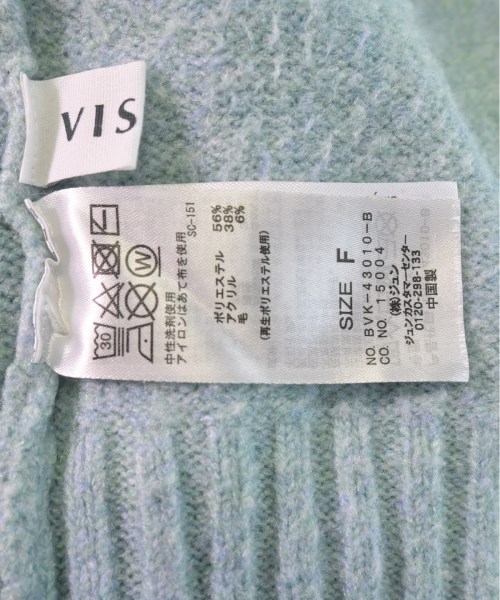 VIS
30
W
中性洗剤使用
アイロンはあて布を使用
SC-151
ポリエステル 56%
アクリル 38%
毛 6%
(再生ポリエステル使用)
SIZE F
NO. BVK-43010-B
CO. NO. 15004
(株)ジュン
ジュンカスタマーセンター
0120-298-133
中国製